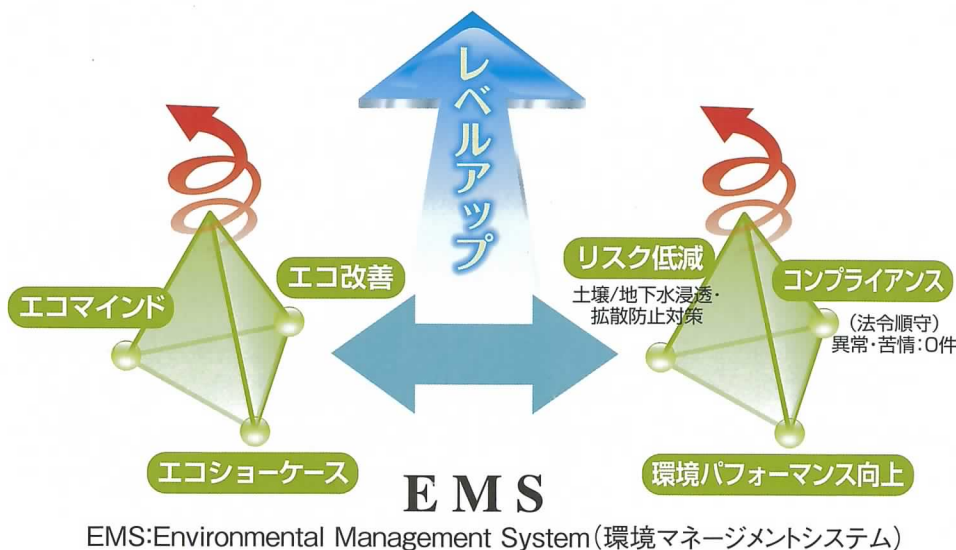 レベルアップ
エコマインド
エコ改善
エコショーケース
リスク低減
土壌/地下水浸透・
拡散防止対策
コンプライアンス
(法令順守)
異常・苦情:0件
環境パフォーマンス向上
EMS
EMS:Environmental Management System(環境マネージメントシステム)